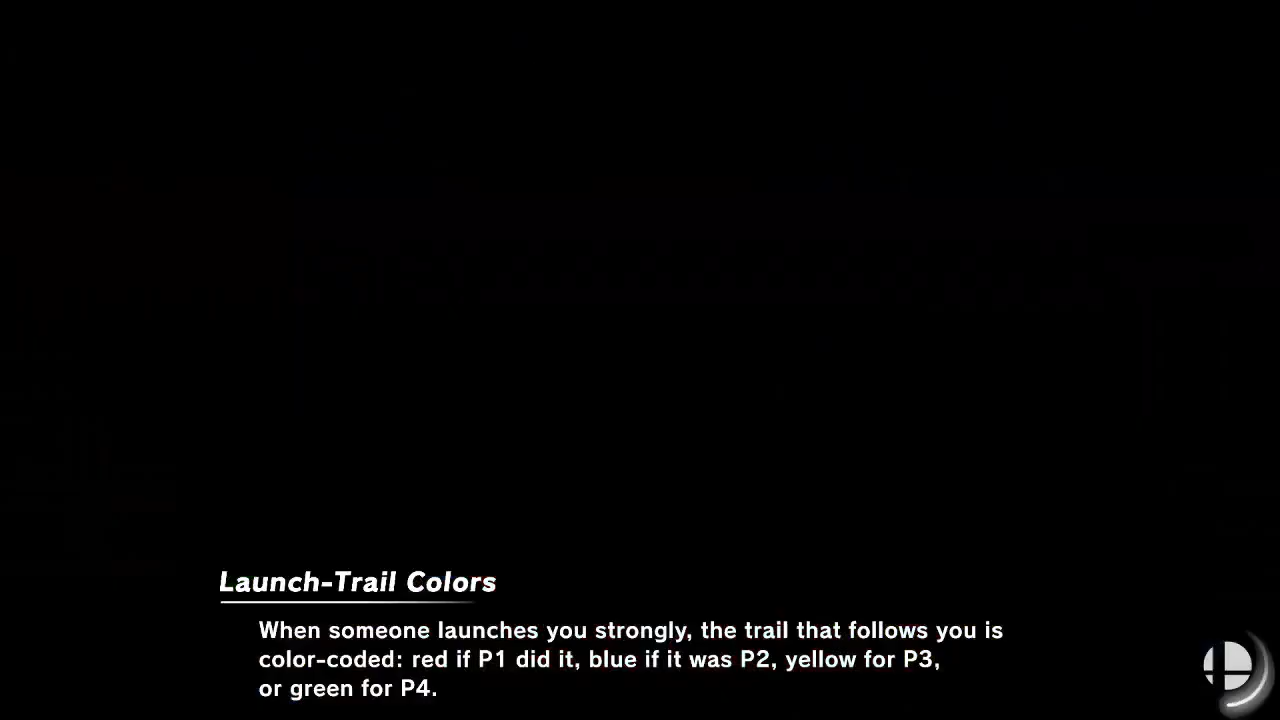 Launch-Trail Colors
When someone launches you strongly, the trail that follows you is
color-coded: red if P1 did it, blue if it was P2, yellow for P3,
or green for P4.